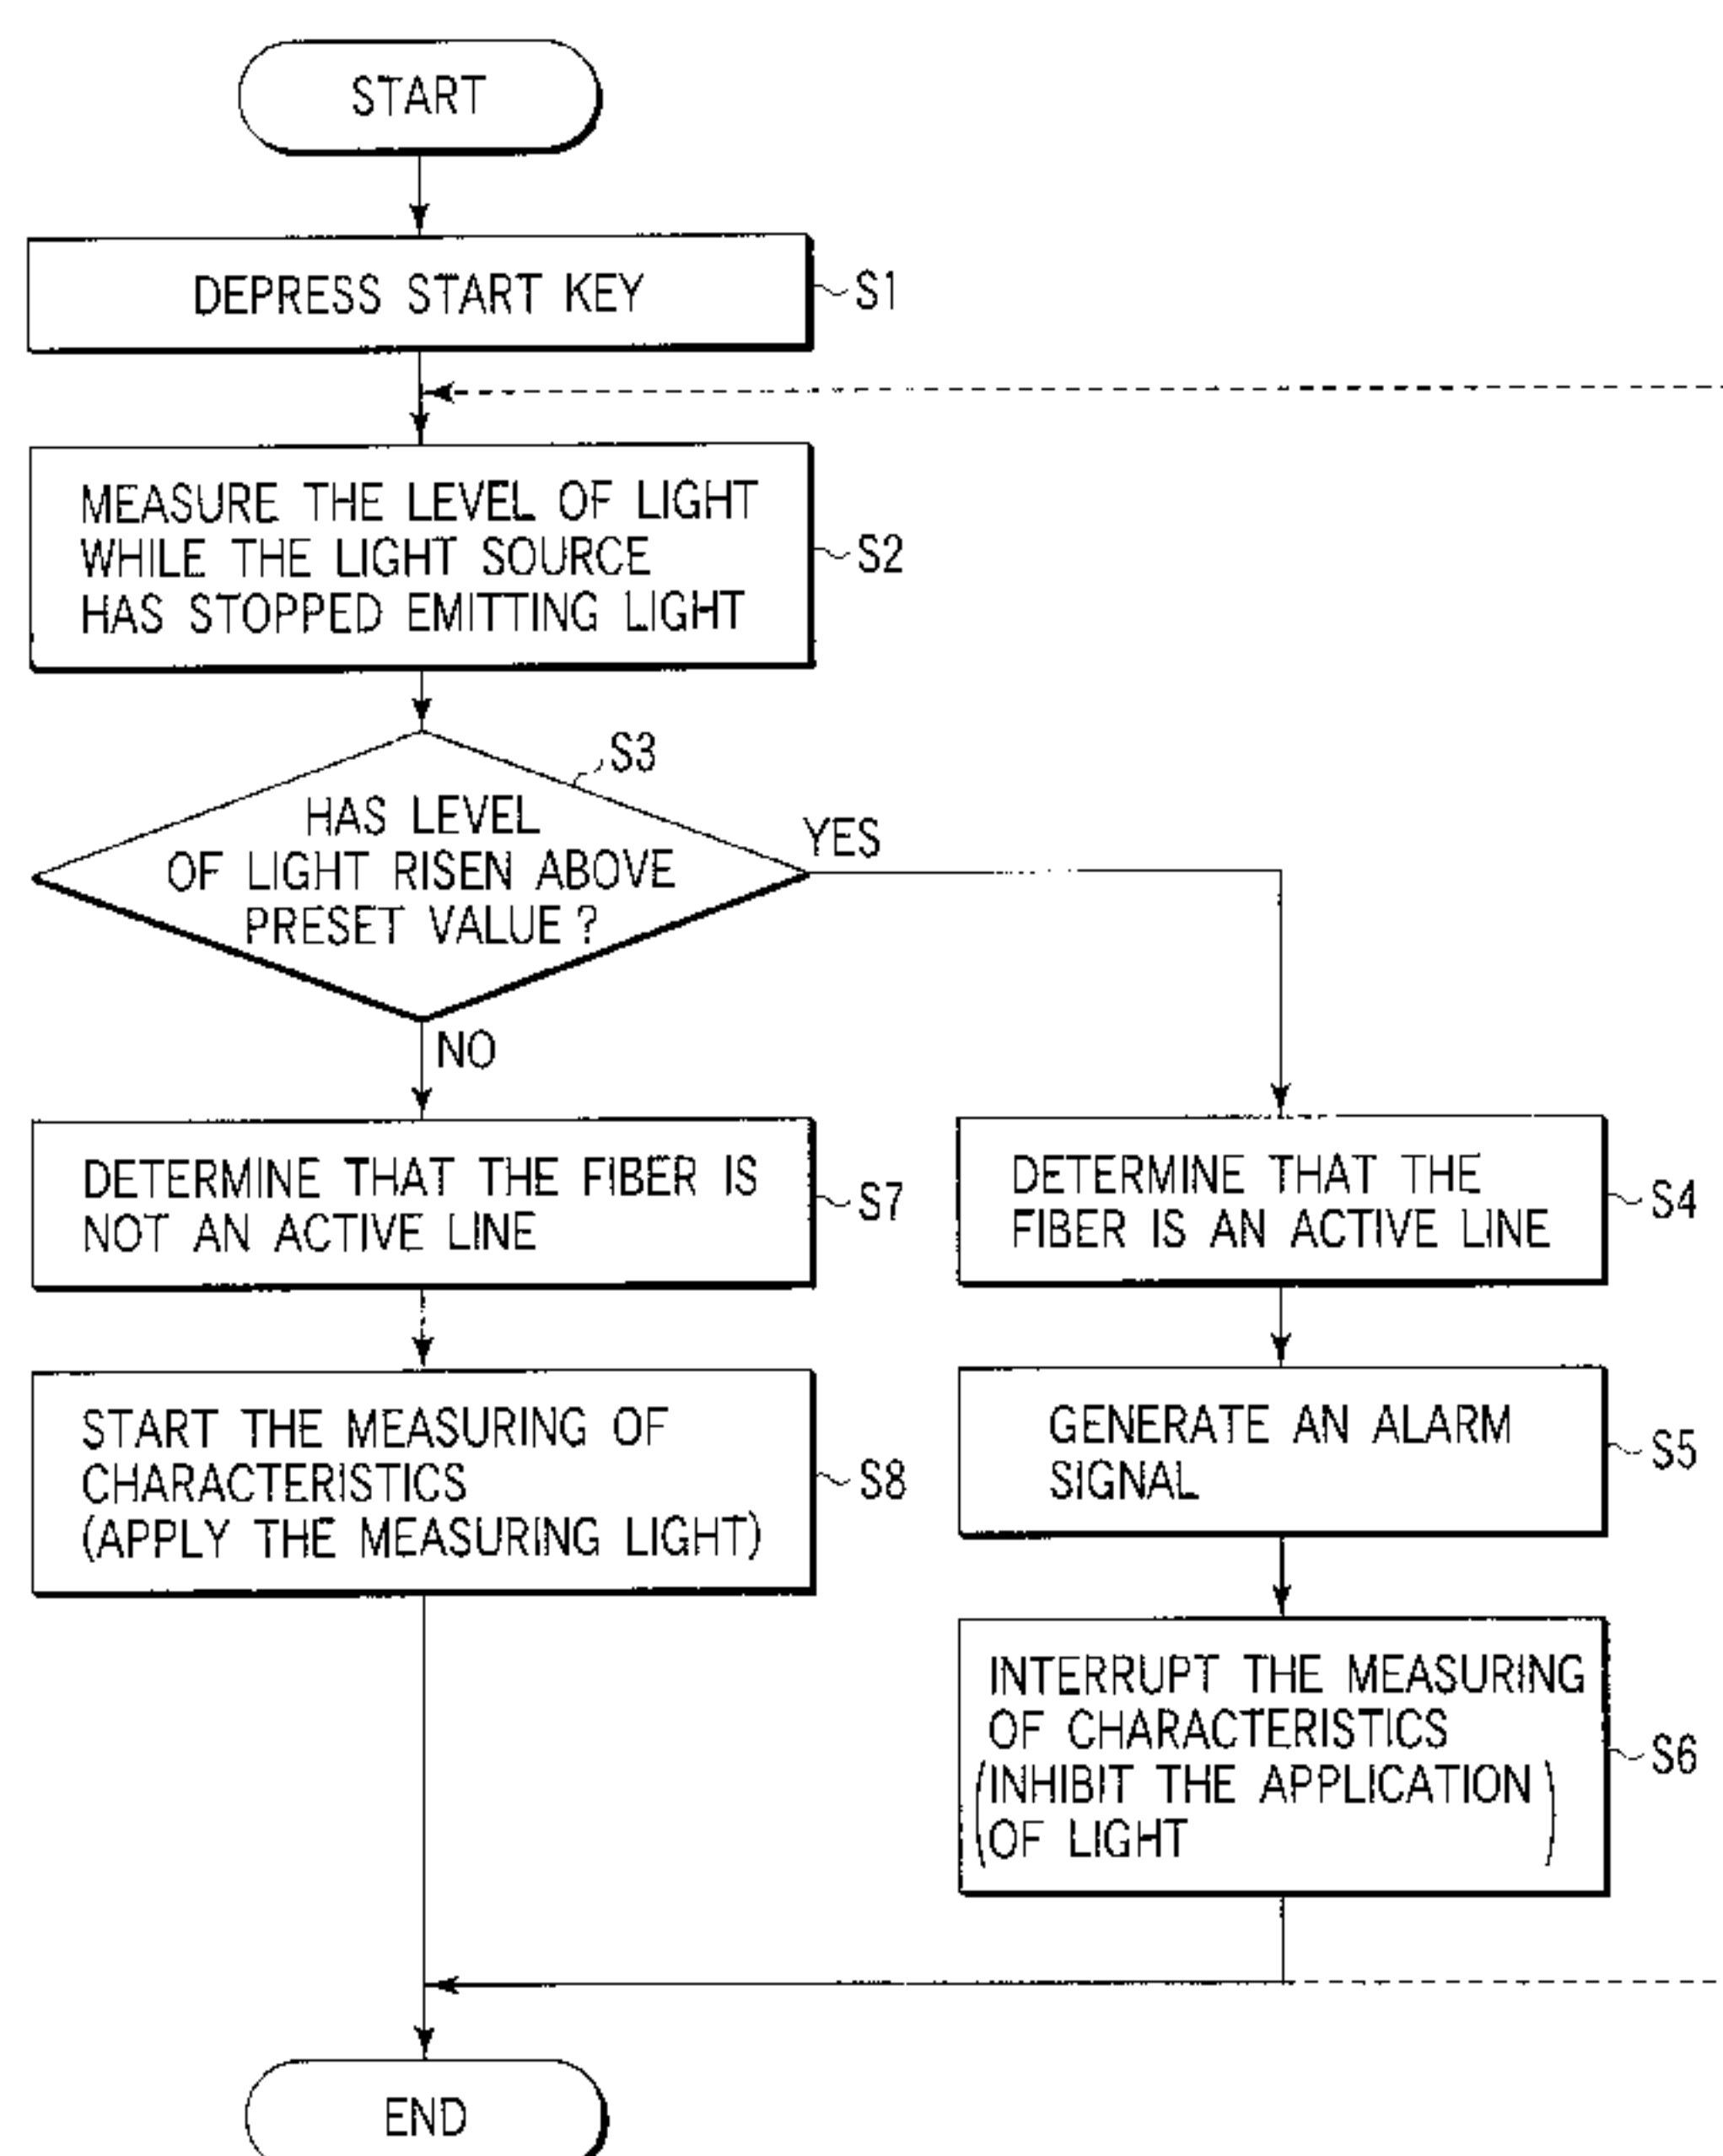 START
DEPRESS START KEY
S1
MEASURE THE LEVEL OF LIGHT
WHILE THE LIGHT SOURCE
HAS STOPPED EMITTING LIGHT
S2
S3
HAS LEVEL
OF LIGHT RISEN ABOVE
PRESET VALUE ?
YES
NO
DETERMINE THAT THE FIBER IS
NOT AN ACTIVE LINE
S7
DETERMINE THAT THE
FIBER IS AN ACTIVE LINE
S4
START THE MEASURING OF
CHARACTERISTICS
(APPLY THE MEASURING LIGHT)
S8
GENERATE AN ALARM
SIGNAL
S5
INTERRUPT THE MEASURING
OF CHARACTERISTICS
(INHIBIT THE APPLICATION
OF LIGHT)
S6
END